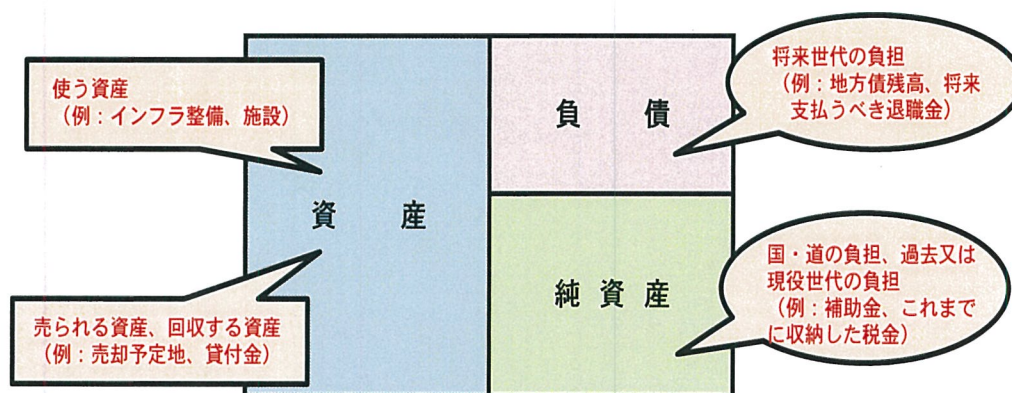 使う資産
(例：インフラ整備、施設)
売られる資産、回収する資産
(例：売却予定地、貸付金)
資　産
負　債
純 資 産
将来世代の負担
(例：地方債残高、将来
支払うべき退職金)
国・道の負担、過去又は
現役世代の負担
(例：補助金、これまで
に収納した税金)